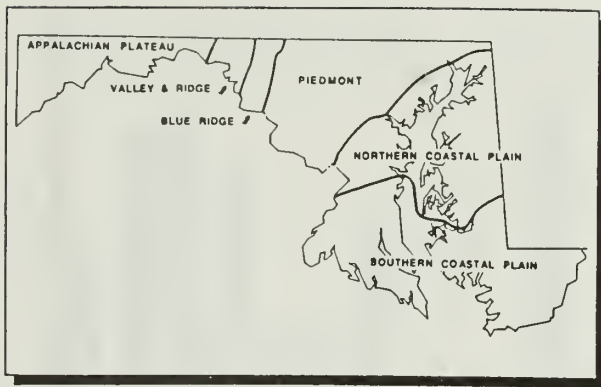 APPALACHIAN PLATEAU
VALLEY & RIDGE
BLUE RIDGE
PIEDMONT
NORTHERN COASTAL PLAIN
SOUTHERN COASTAL PLAIN